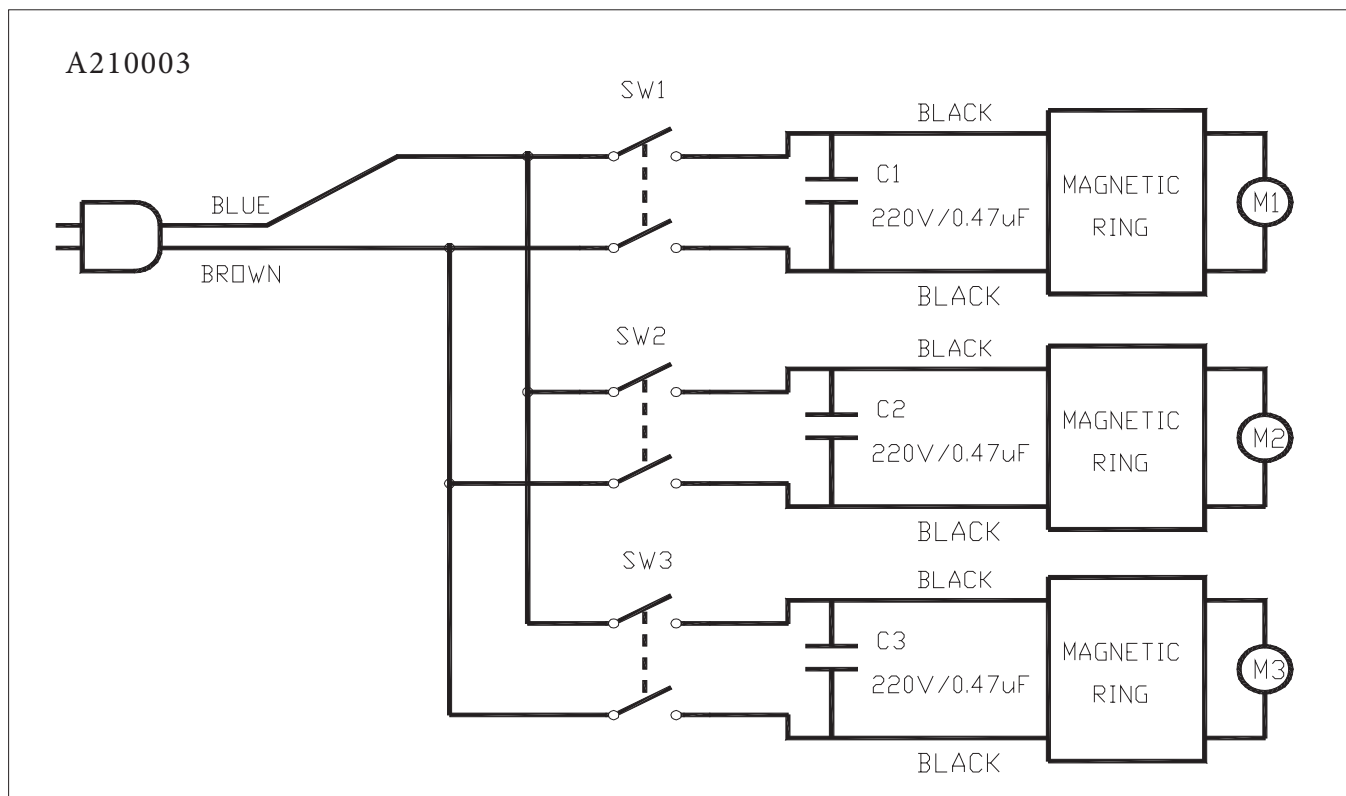 A210003
SW1
BLACK
BLUE
BROWN
C1
220V/0.47uF
MAGNETIC
RING
M1
BLACK
SW2
BLACK
C2
220V/0.47uF
MAGNETIC
RING
M2
BLACK
SW3
BLACK
C3
220V/0.47uF
MAGNETIC
RING
M3
BLACK